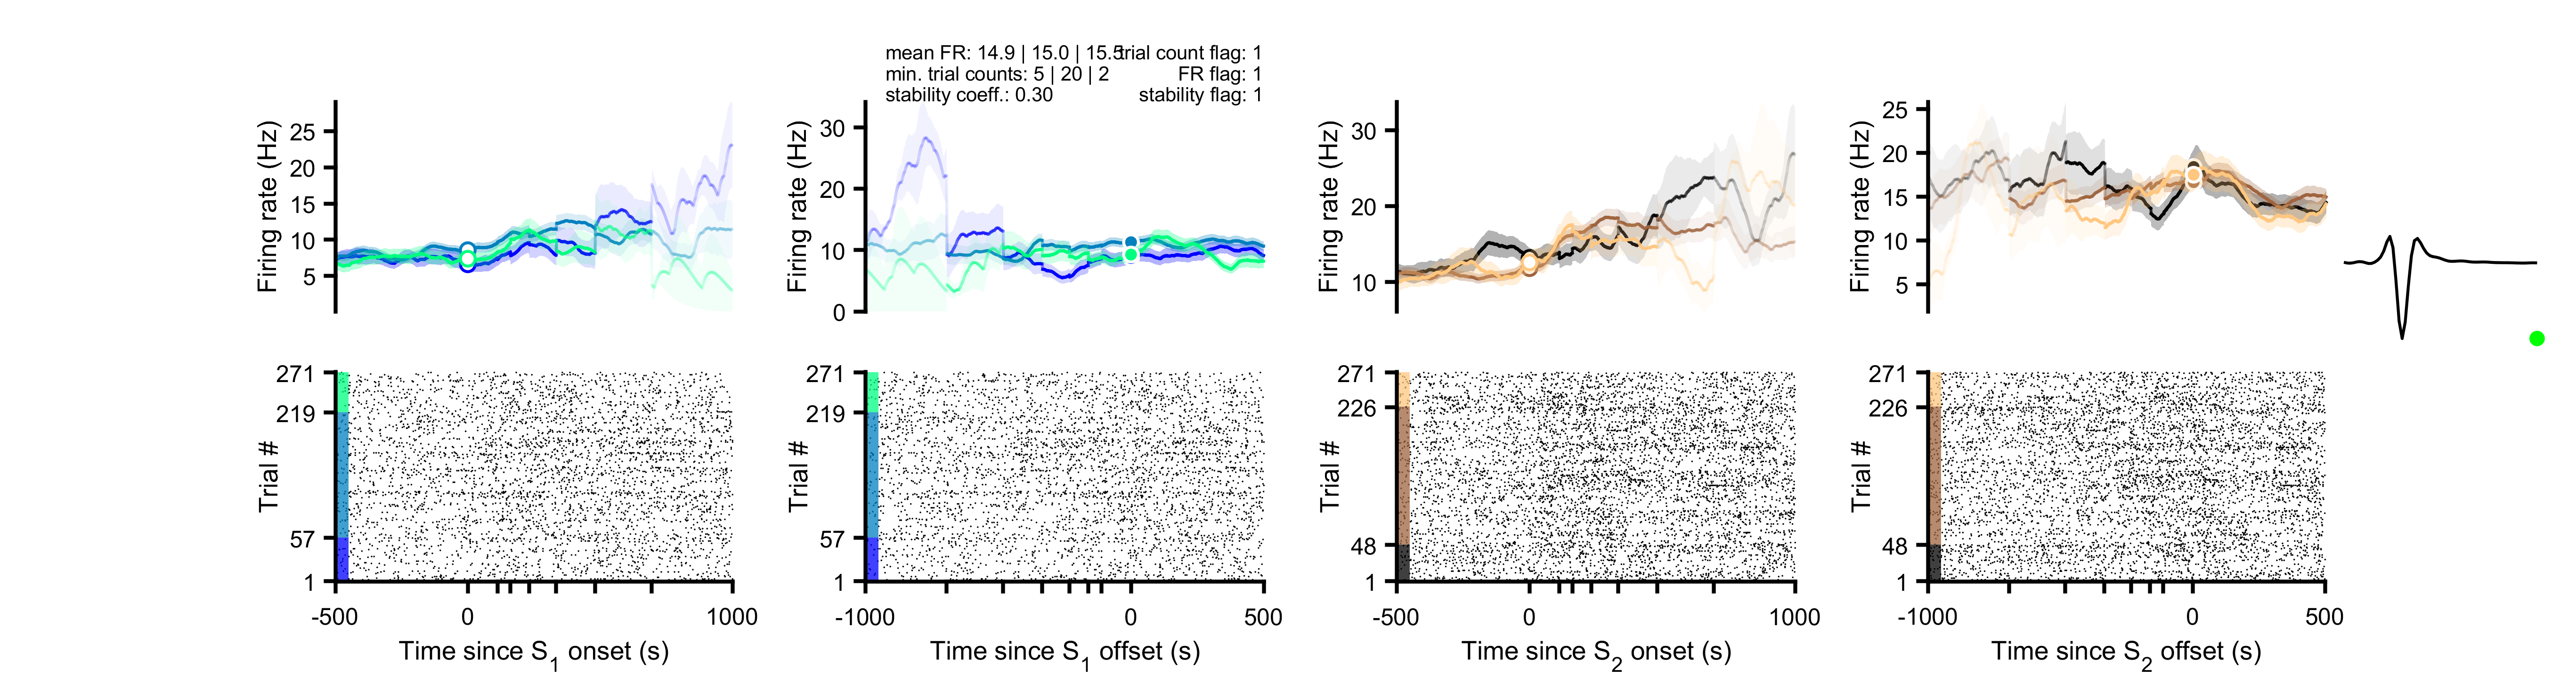 mean FR: 14.9 | 15.0 | 15.5
trial count flag: 1
min. trial counts: 5 | 20 | 2
FR flag: 1
stability coeff.: 0.30
stability flag: 1
Firing rate (Hz)
25
20
15
10
5
Firing rate (Hz)
30
20
10
0
Firing rate (Hz)
30
20
10
Firing rate (Hz)
25
20
15
10
5
Trial #
271
219
57
1
-500
0
1000
Time since S1 onset (s)
Trial #
271
219
57
1
-1000
0
500
Time since S1 offset (s)
Trial #
271
226
48
1
-500
0
1000
Time since S2 onset (s)
Trial #
271
226
48
1
-1000
0
500
Time since S2 offset (s)